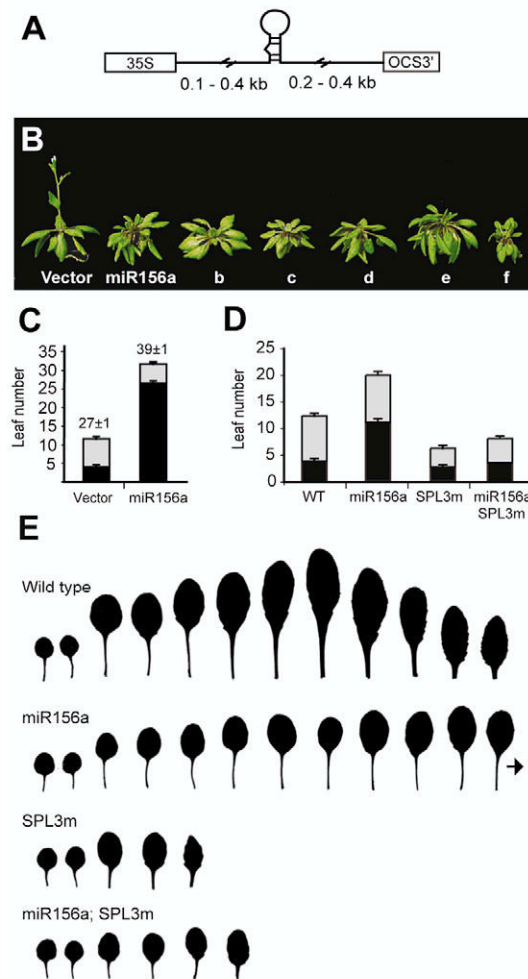 A
35S
OCS3'
0.1 - 0.4 kb
0.2 - 0.4 kb
B
Vector miR156a b c d e f
C
Leaf number
35
30
25
20
15
10
5
27±1
39±1
Vector miR156a
D
Leaf number
25
20
15
10
5
0
WT miR156a SPL3m miR156a
SPL3m
E
Wild type
miR156a
SPL3m
miR156a; SPL3m